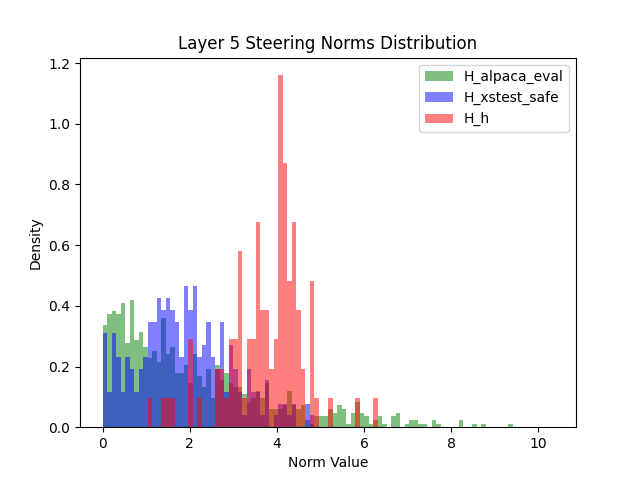 Layer 5 Steering Norms Distribution
H_alpaca_eval
H_xstest_safe
H_h
1.2
1.0
0.8
0.6
0.4
0.2
0.0
Density
0 2 4 6 8 10
Norm Value